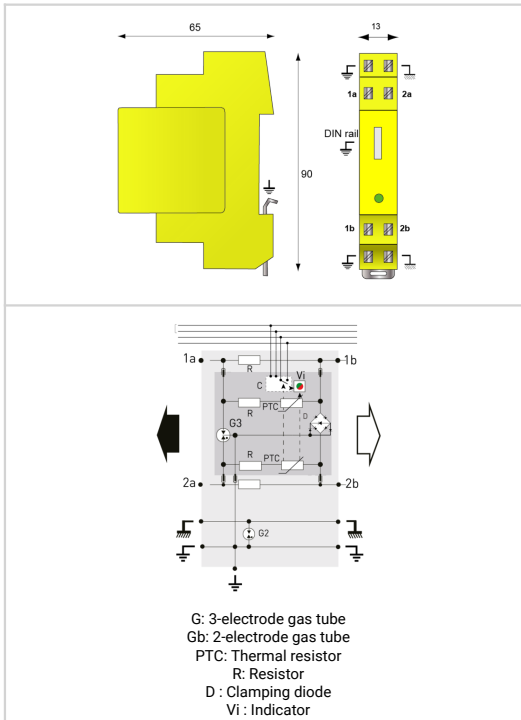 65
13
1a
2a
DIN rail
90
1b
2b
1a
R
1b
Vi
C
R
PTC
D
G3
R
PTC
2a
2b
G2
G: 3-electrode gas tube
Gb: 2-electrode gas tube
PTC: Thermal resistor
R: Resistor
D : Clamping diode
Vi : Indicator